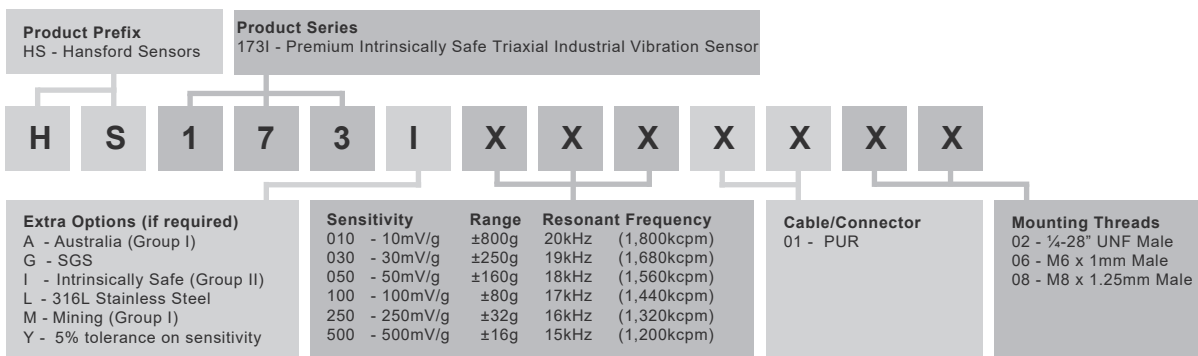 Product Prefix
HS - Hansford Sensors
Product Series
173I - Premium Intrinsically Safe Triaxial Industrial Vibration Sensor
H S 1 7 3 I X X X X X X X
Extra Options (if required)
A - Australia (Group I)
G - SGS
I - Intrinsically Safe (Group II)
L - 316L Stainless Steel
M - Mining (Group I)
Y - 5% tolerance on sensitivity
Sensitivity Range Resonant Frequency
010 - 10mV/g ±800g 20kHz (1,800kcpm)
030 - 30mV/g ±250g 19kHz (1,680kcpm)
050 - 50mV/g ±160g 18kHz (1,560kcpm)
100 - 100mV/g ±80g 17kHz (1,440kcpm)
250 - 250mV/g ±32g 16kHz (1,320kcpm)
500 - 500mV/g ±16g 15kHz (1,200kcpm)
Cable/Connector
01 - PUR
Mounting Threads
02 - ¼-28” UNF Male
06 - M6 x 1mm Male
08 - M8 x 1.25mm Male